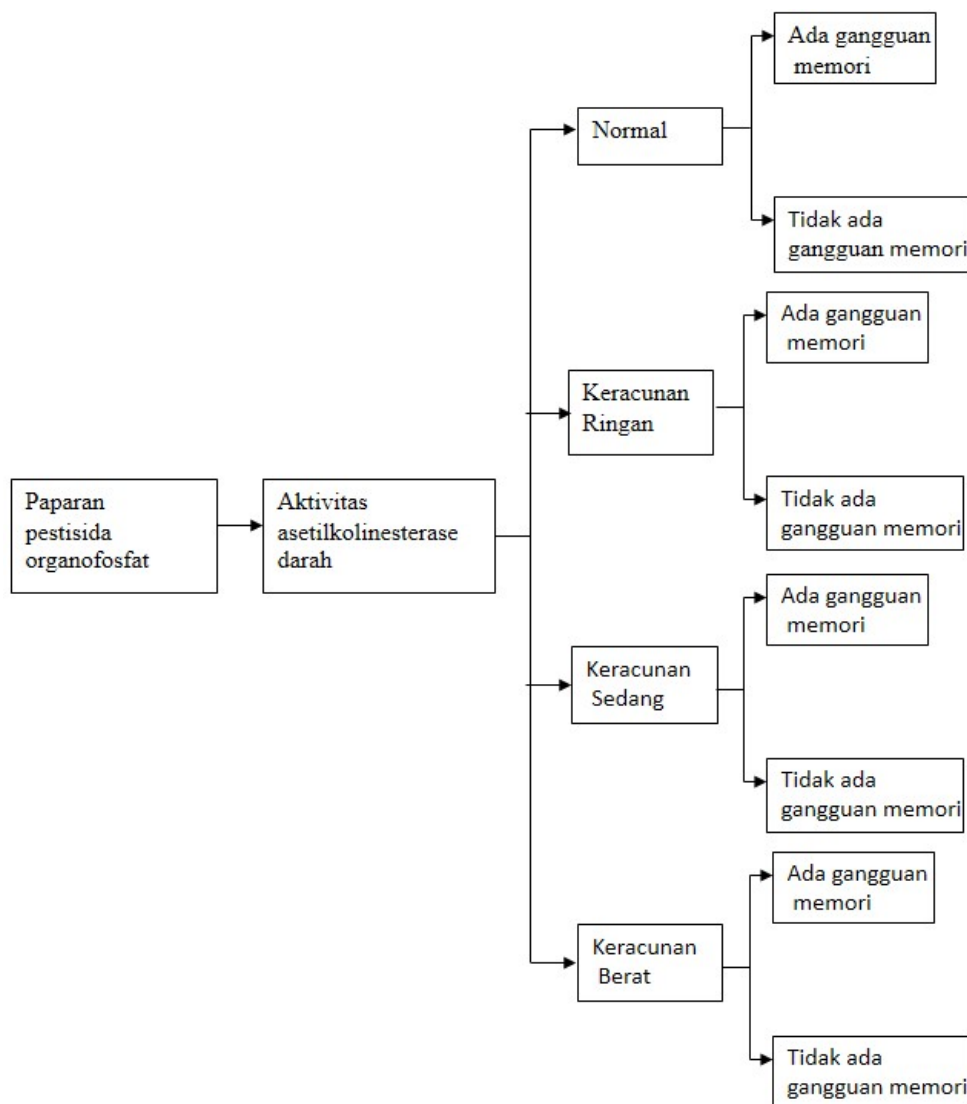 Ada gangguan
memori
Normal
Tidak ada
gangguan memori
Ada gangguan
memori
Keracunan
Ringan
Tidak ada
gangguan memori
Paparan
pestisida
organofosfat
Aktivitas
asetilkolinesterase
darah
Ada gangguan
memori
Keracunan
Sedang
Tidak ada
gangguan memori
Ada gangguan
memori
Keracunan
Berat
Tidak ada
gangguan memori